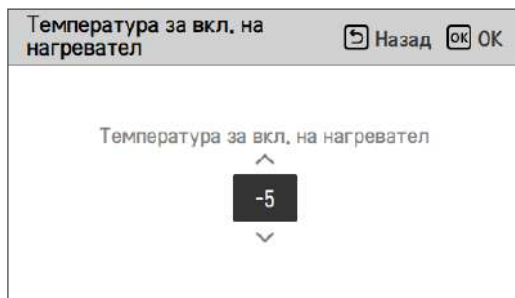 Температура за вкл. на
нагревател
Назад OK OK
Температура за вкл. на нагревател
-5